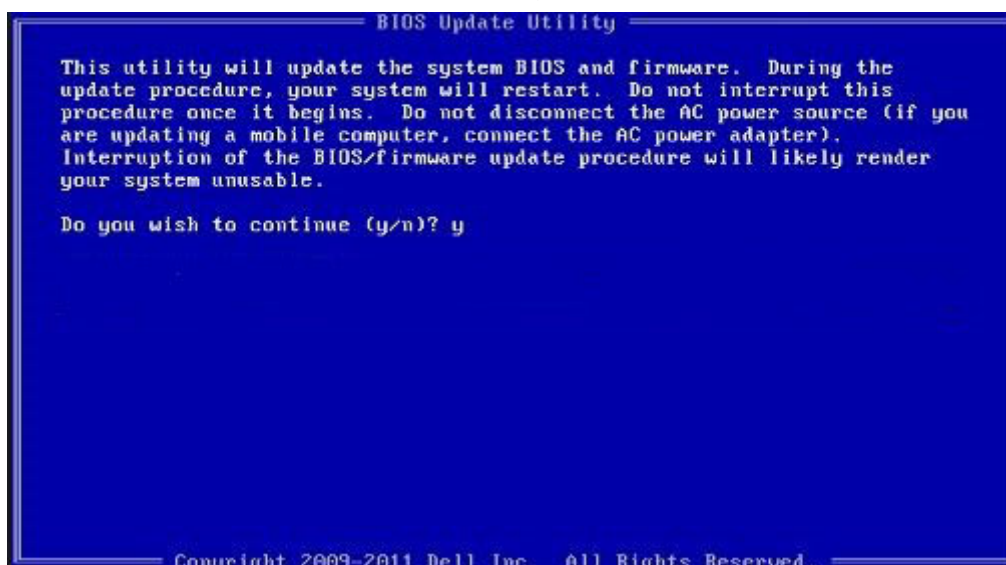 BIOS Update Utility
This utility will update the system BIOS and firmware.  During the
update procedure, your system will restart.  Do not interrupt this
procedure once it begins.  Do not disconnect the AC power source (if you
are updating a mobile computer, connect the AC power adapter).
Interruption of the BIOS/firmware update procedure will likely render
your system unusable.
Do you wish to continue (y/n)? y
Copyright 2009-2011 Dell Inc.  All Rights Reserved.